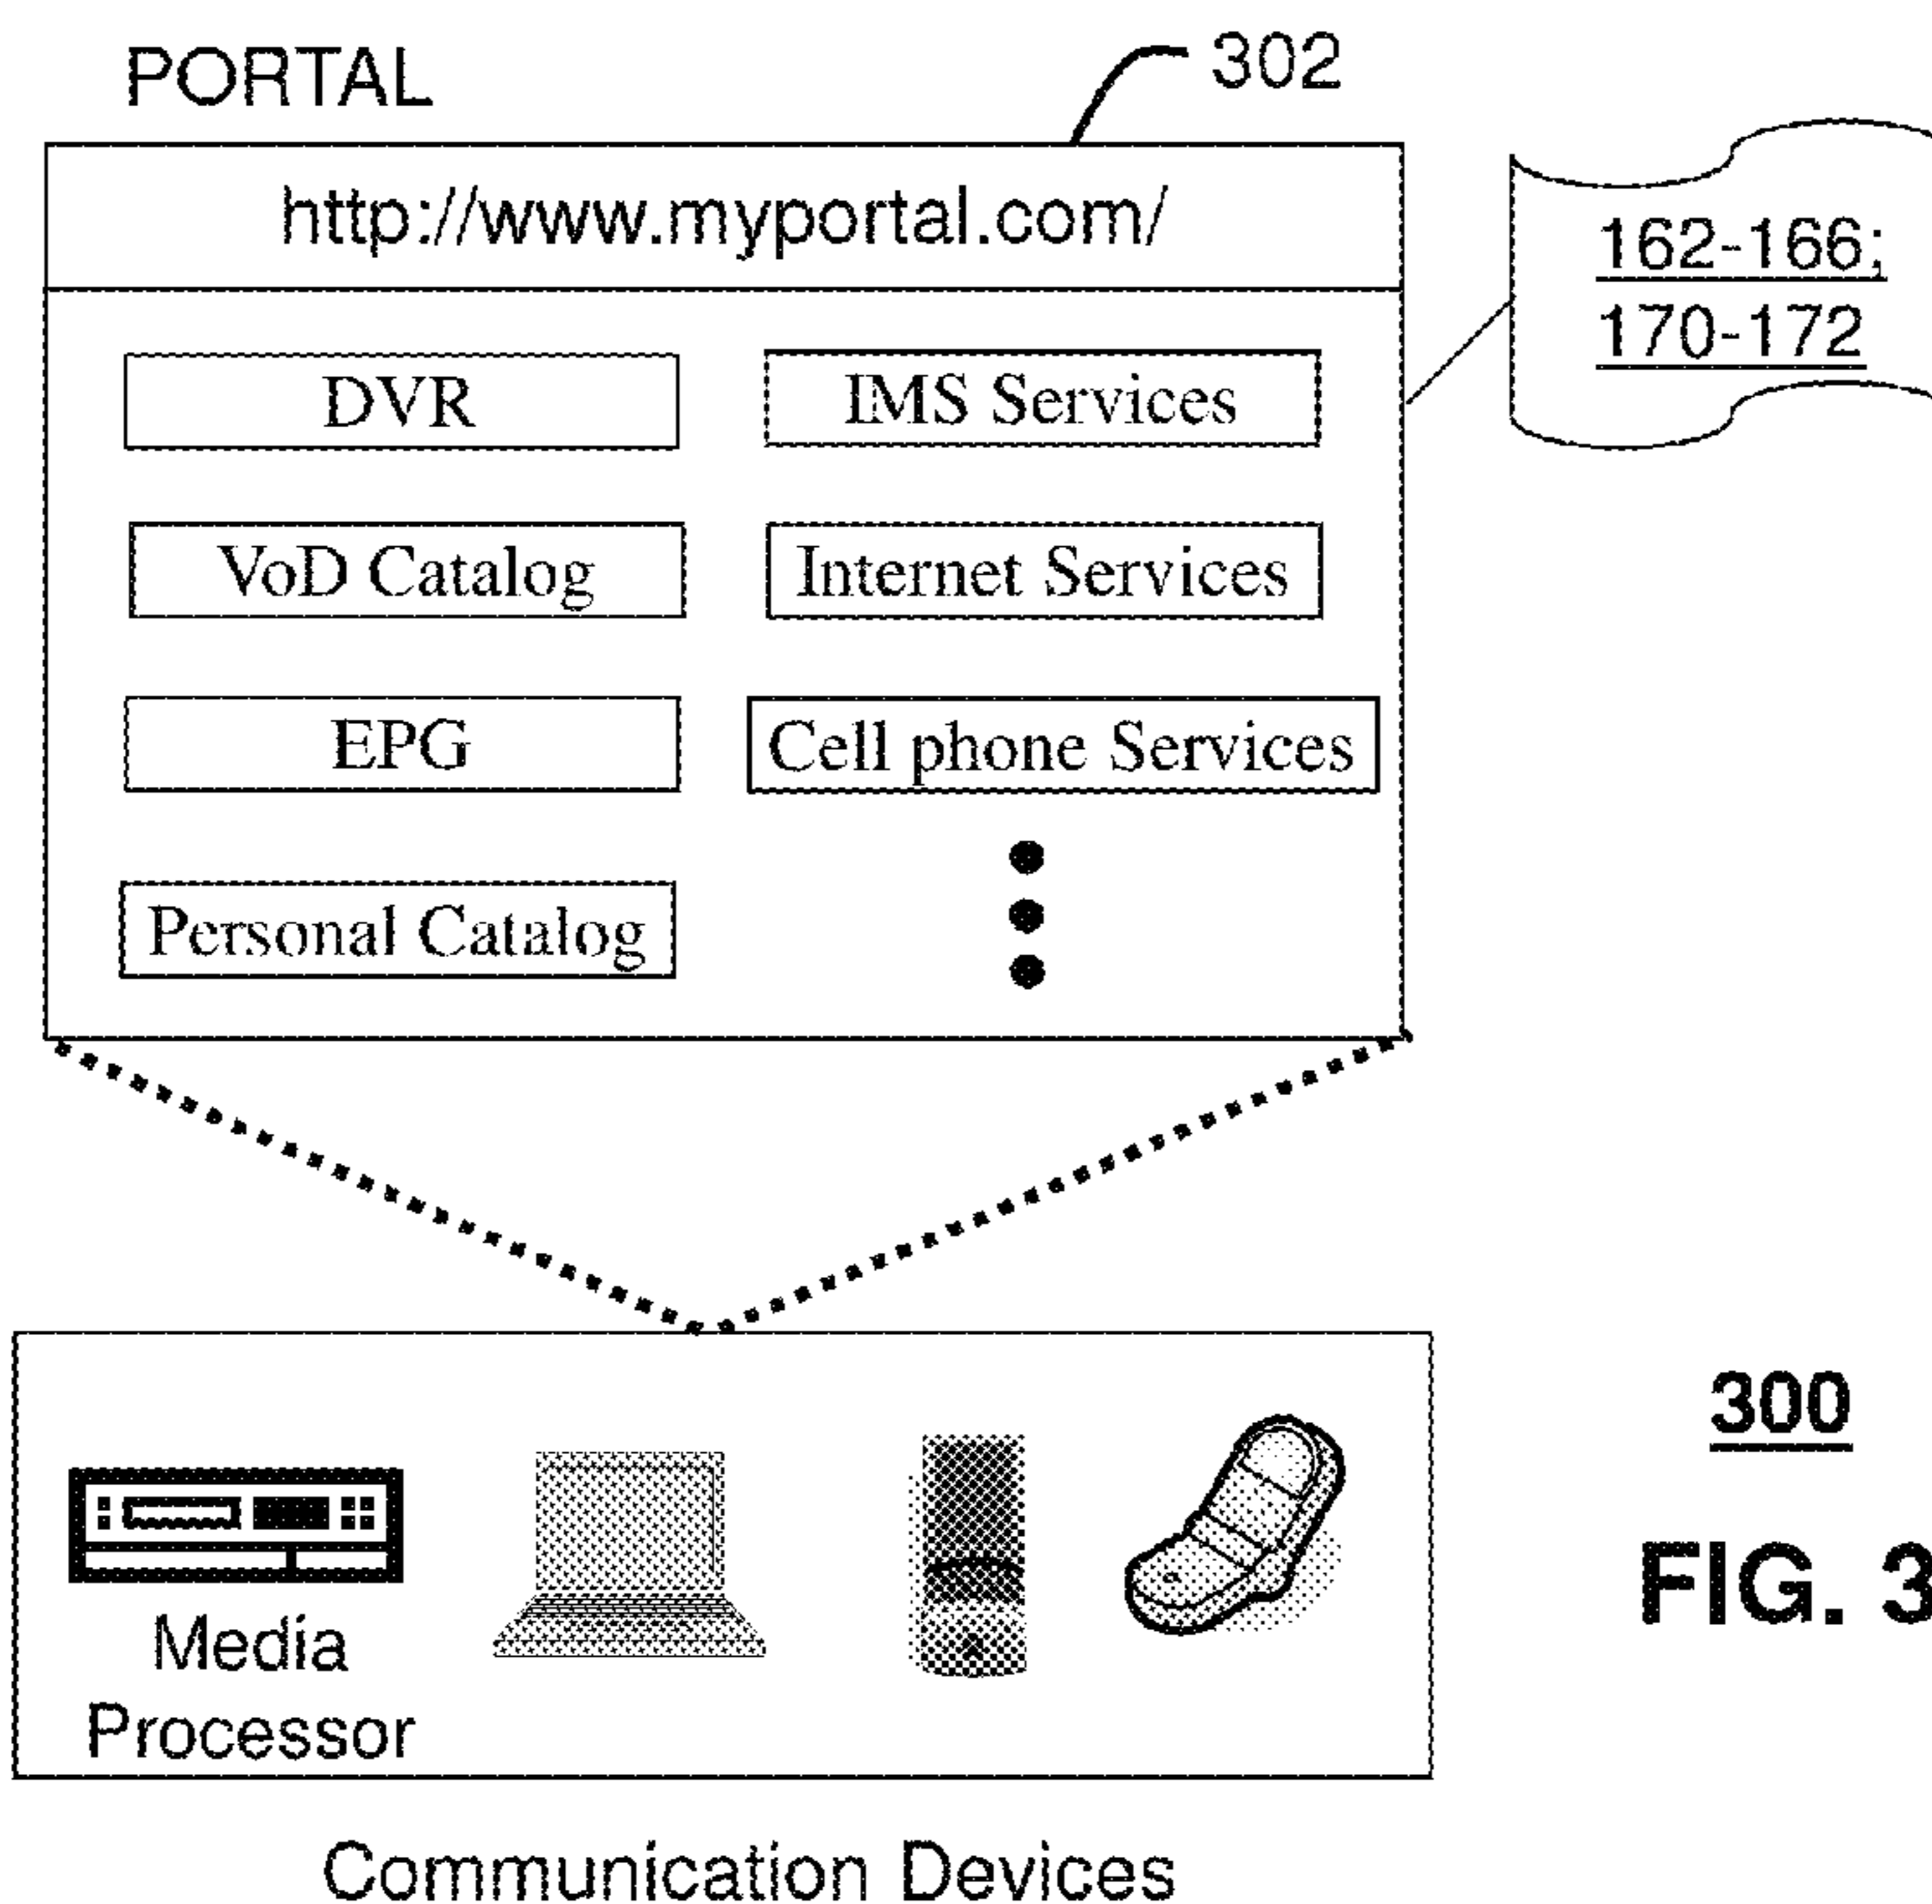 PORTAL
302
http://www.myportal.com/
162-166;
170-172
DVR
IMS Services
VoD Catalog
Internet Services
EPG
Cell phone Services
Personal Catalog
300
FIG. 3
Media
Processor
Communication Devices